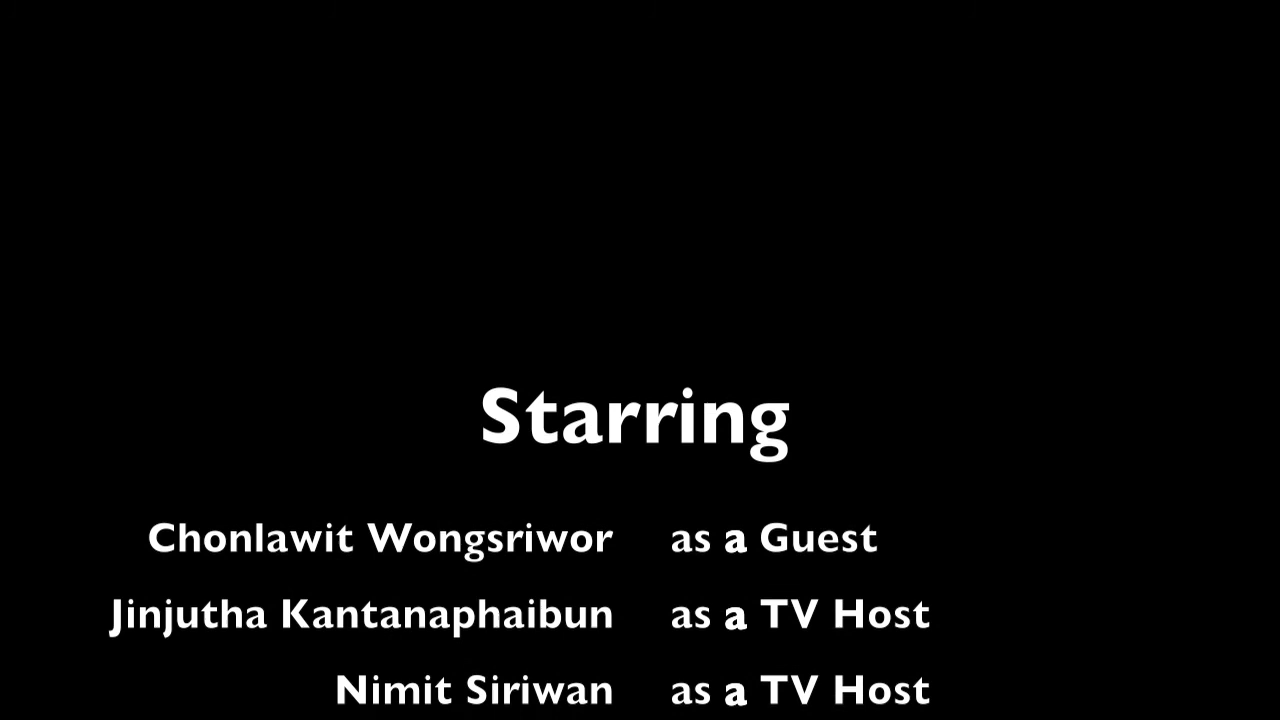 Starring
Chonlawit Wongsriwor as a Guest
Jinjutha Kantanaphaibun as a TV Host
Nimit Siriwan as a TV Host